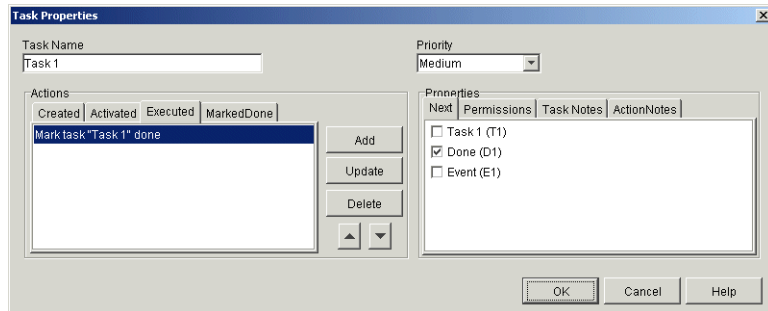 Task Properties
Task Name
Task 1
Priority
Medium
Actions
Created Activated Executed MarkedDone
Mark task "Task 1" done
Add
Update
Delete
Properties
Next Permissions Task Notes ActionNotes
Task 1 (T1)
Done (D1)
Event (E1)
OK Cancel Help